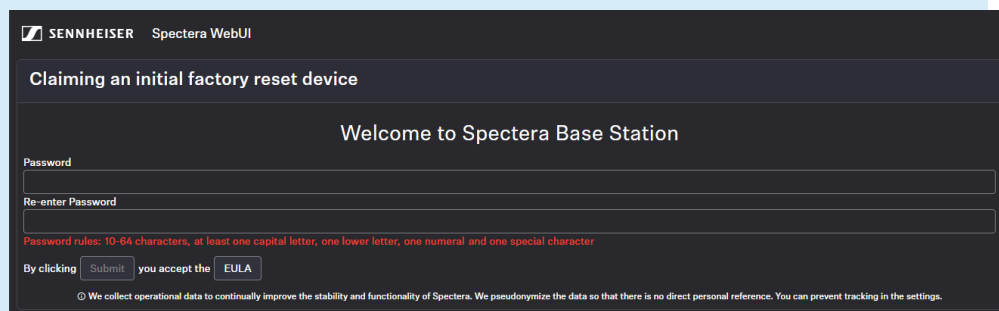 SENNHEISER Spectera WebUI
Claiming an initial factory reset device
Welcome to Spectera Base Station
Password
Re-enter Password
Password rules: 10-64 characters, at least one capital letter, one lower letter, one numeral and one special character
By clicking Submit you accept the EULA
We collect operational data to continually improve the stability and functionality of Spectera. We pseudonymize the data so that there is no direct personal reference. You can prevent tracking in the settings.